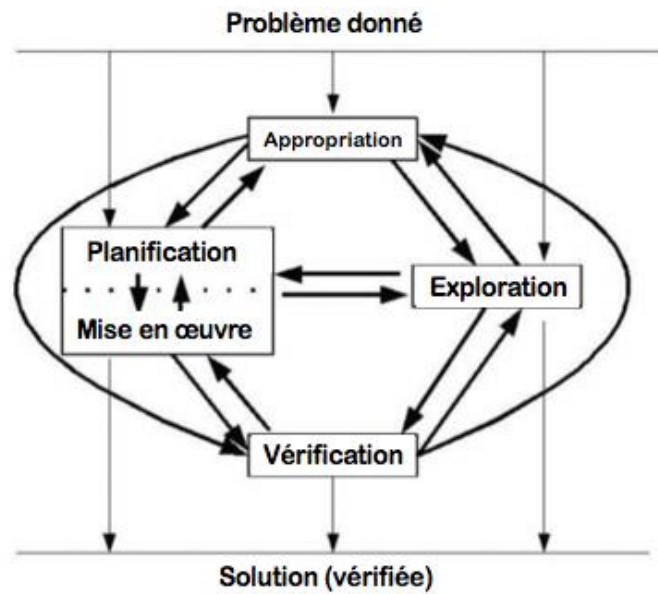 Problème donné
Appropriation
Planification
Exploration
Mise en œuvre
Vérification
Solution (vérifiée)